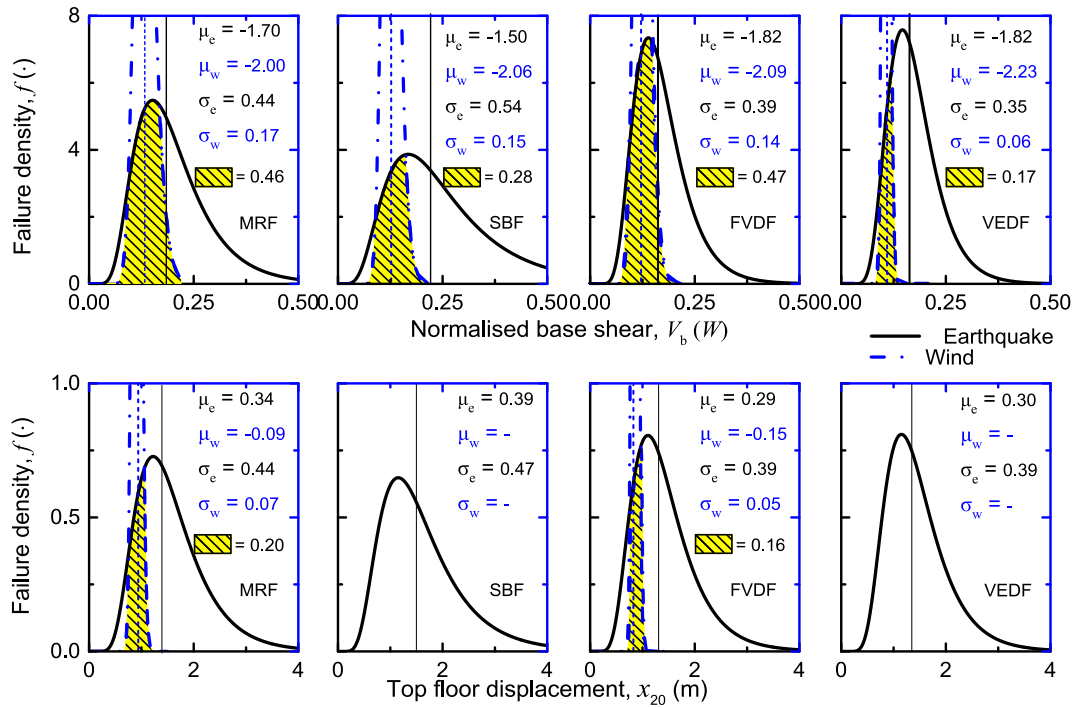 Failure density, f (·)
8
4
0
μe = -1.70
μw = -2.00
σe = 0.44
σw = 0.17
= 0.46
MRF
μe = -1.50
μw = -2.06
σe = 0.54
σw = 0.15
= 0.28
SBF
μe = -1.82
μw = -2.09
σe = 0.39
σw = 0.14
= 0.47
FVDF
μe = -1.82
μw = -2.23
σe = 0.35
σw = 0.06
= 0.17
VEDF
0.00 0.25 0.500.00 0.25 0.500.00 0.25 0.500.00 0.25 0.50
Normalised base shear, Vb (W)
Earthquake
Wind
Failure density, f (·)
1.0
0.5
0.0
μe = 0.34
μw = -0.09
σe = 0.44
σw = 0.07
= 0.20
MRF
μe = 0.39
μw = -
σe = 0.47
σw = -
SBF
μe = 0.29
μw = -0.15
σe = 0.39
σw = 0.05
= 0.16
FVDF
μe = 0.30
μw = -
σe = 0.39
σw = -
VEDF
0 2 4 0 2 4 0 2 4 0 2 4
Top floor displacement, x20 (m)